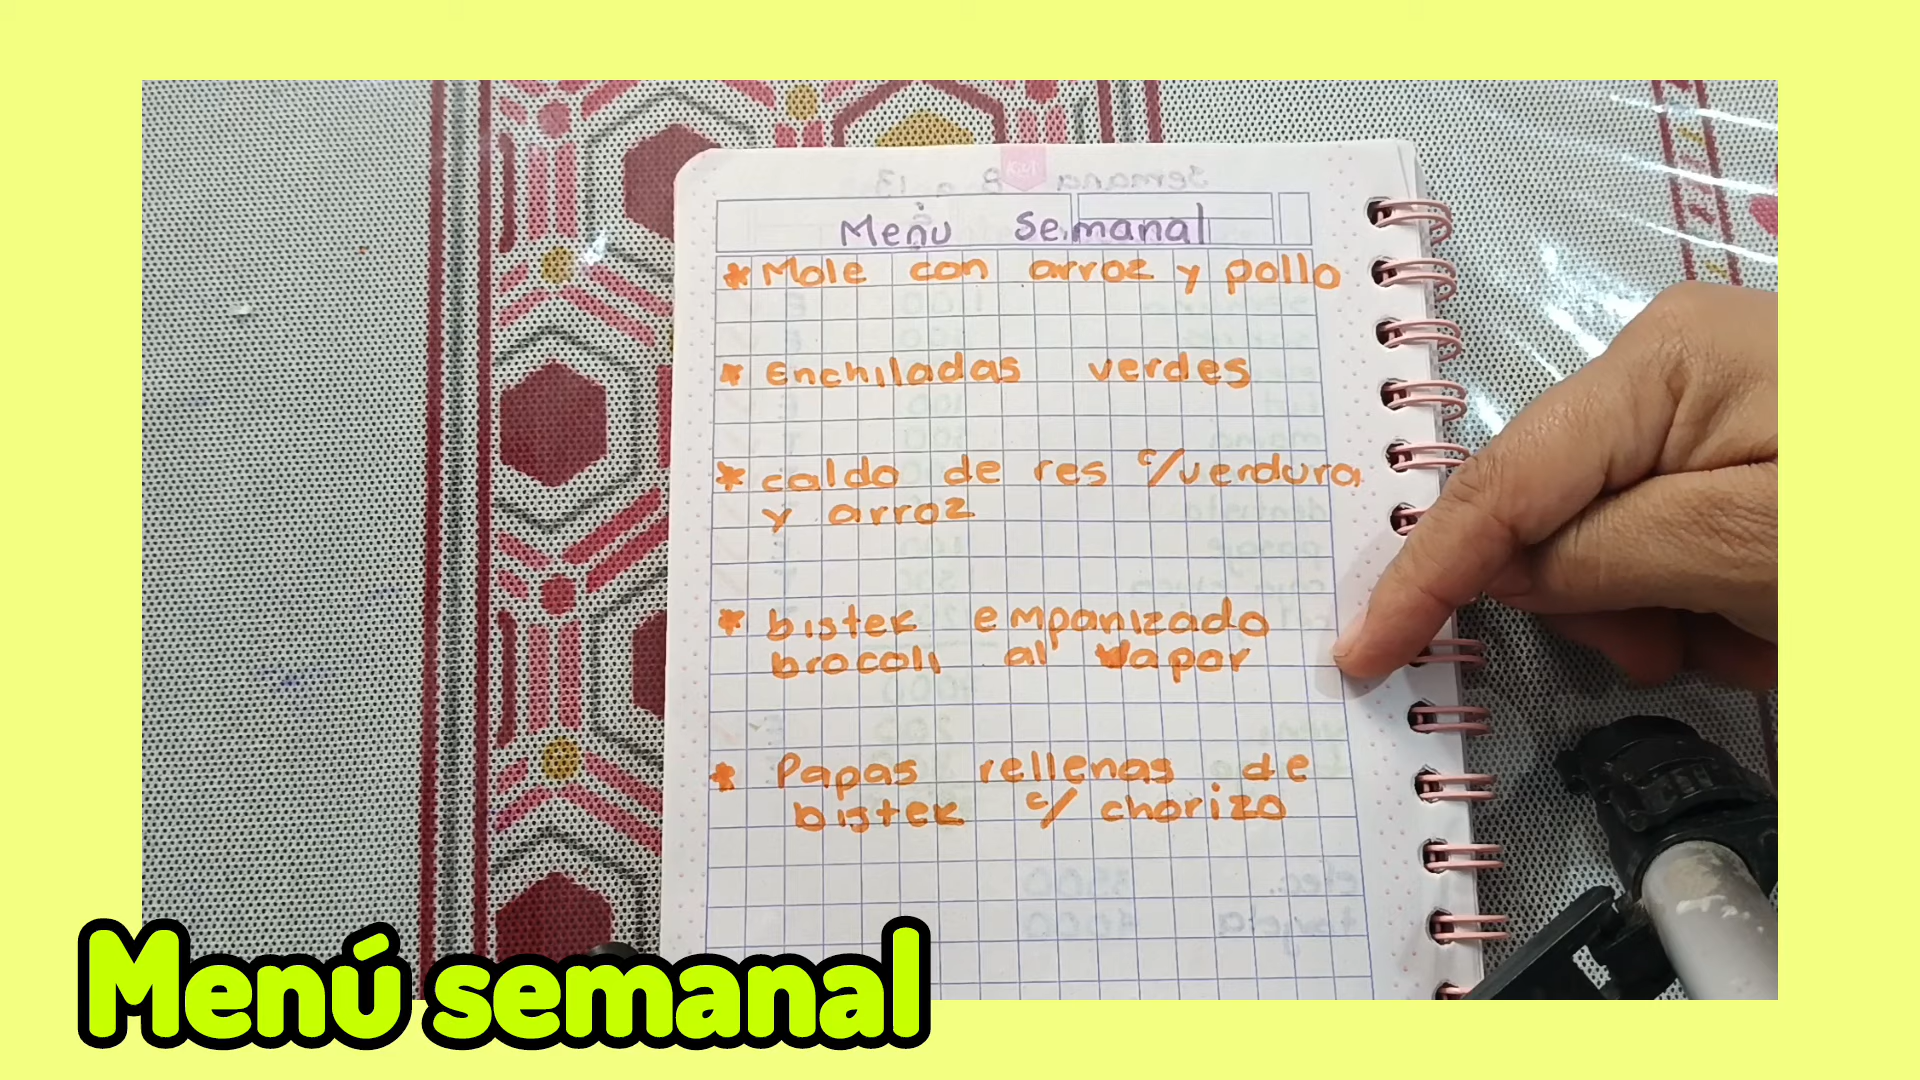 Menu semanal
* Mole con arroz y pollo
* Enchiladas verdes
* caldo de res c/verdura
y arroz
* bistek empanizado
brocoli al vapor
* Papas rellenas de
bistek c/ chorizo
Menú semanal